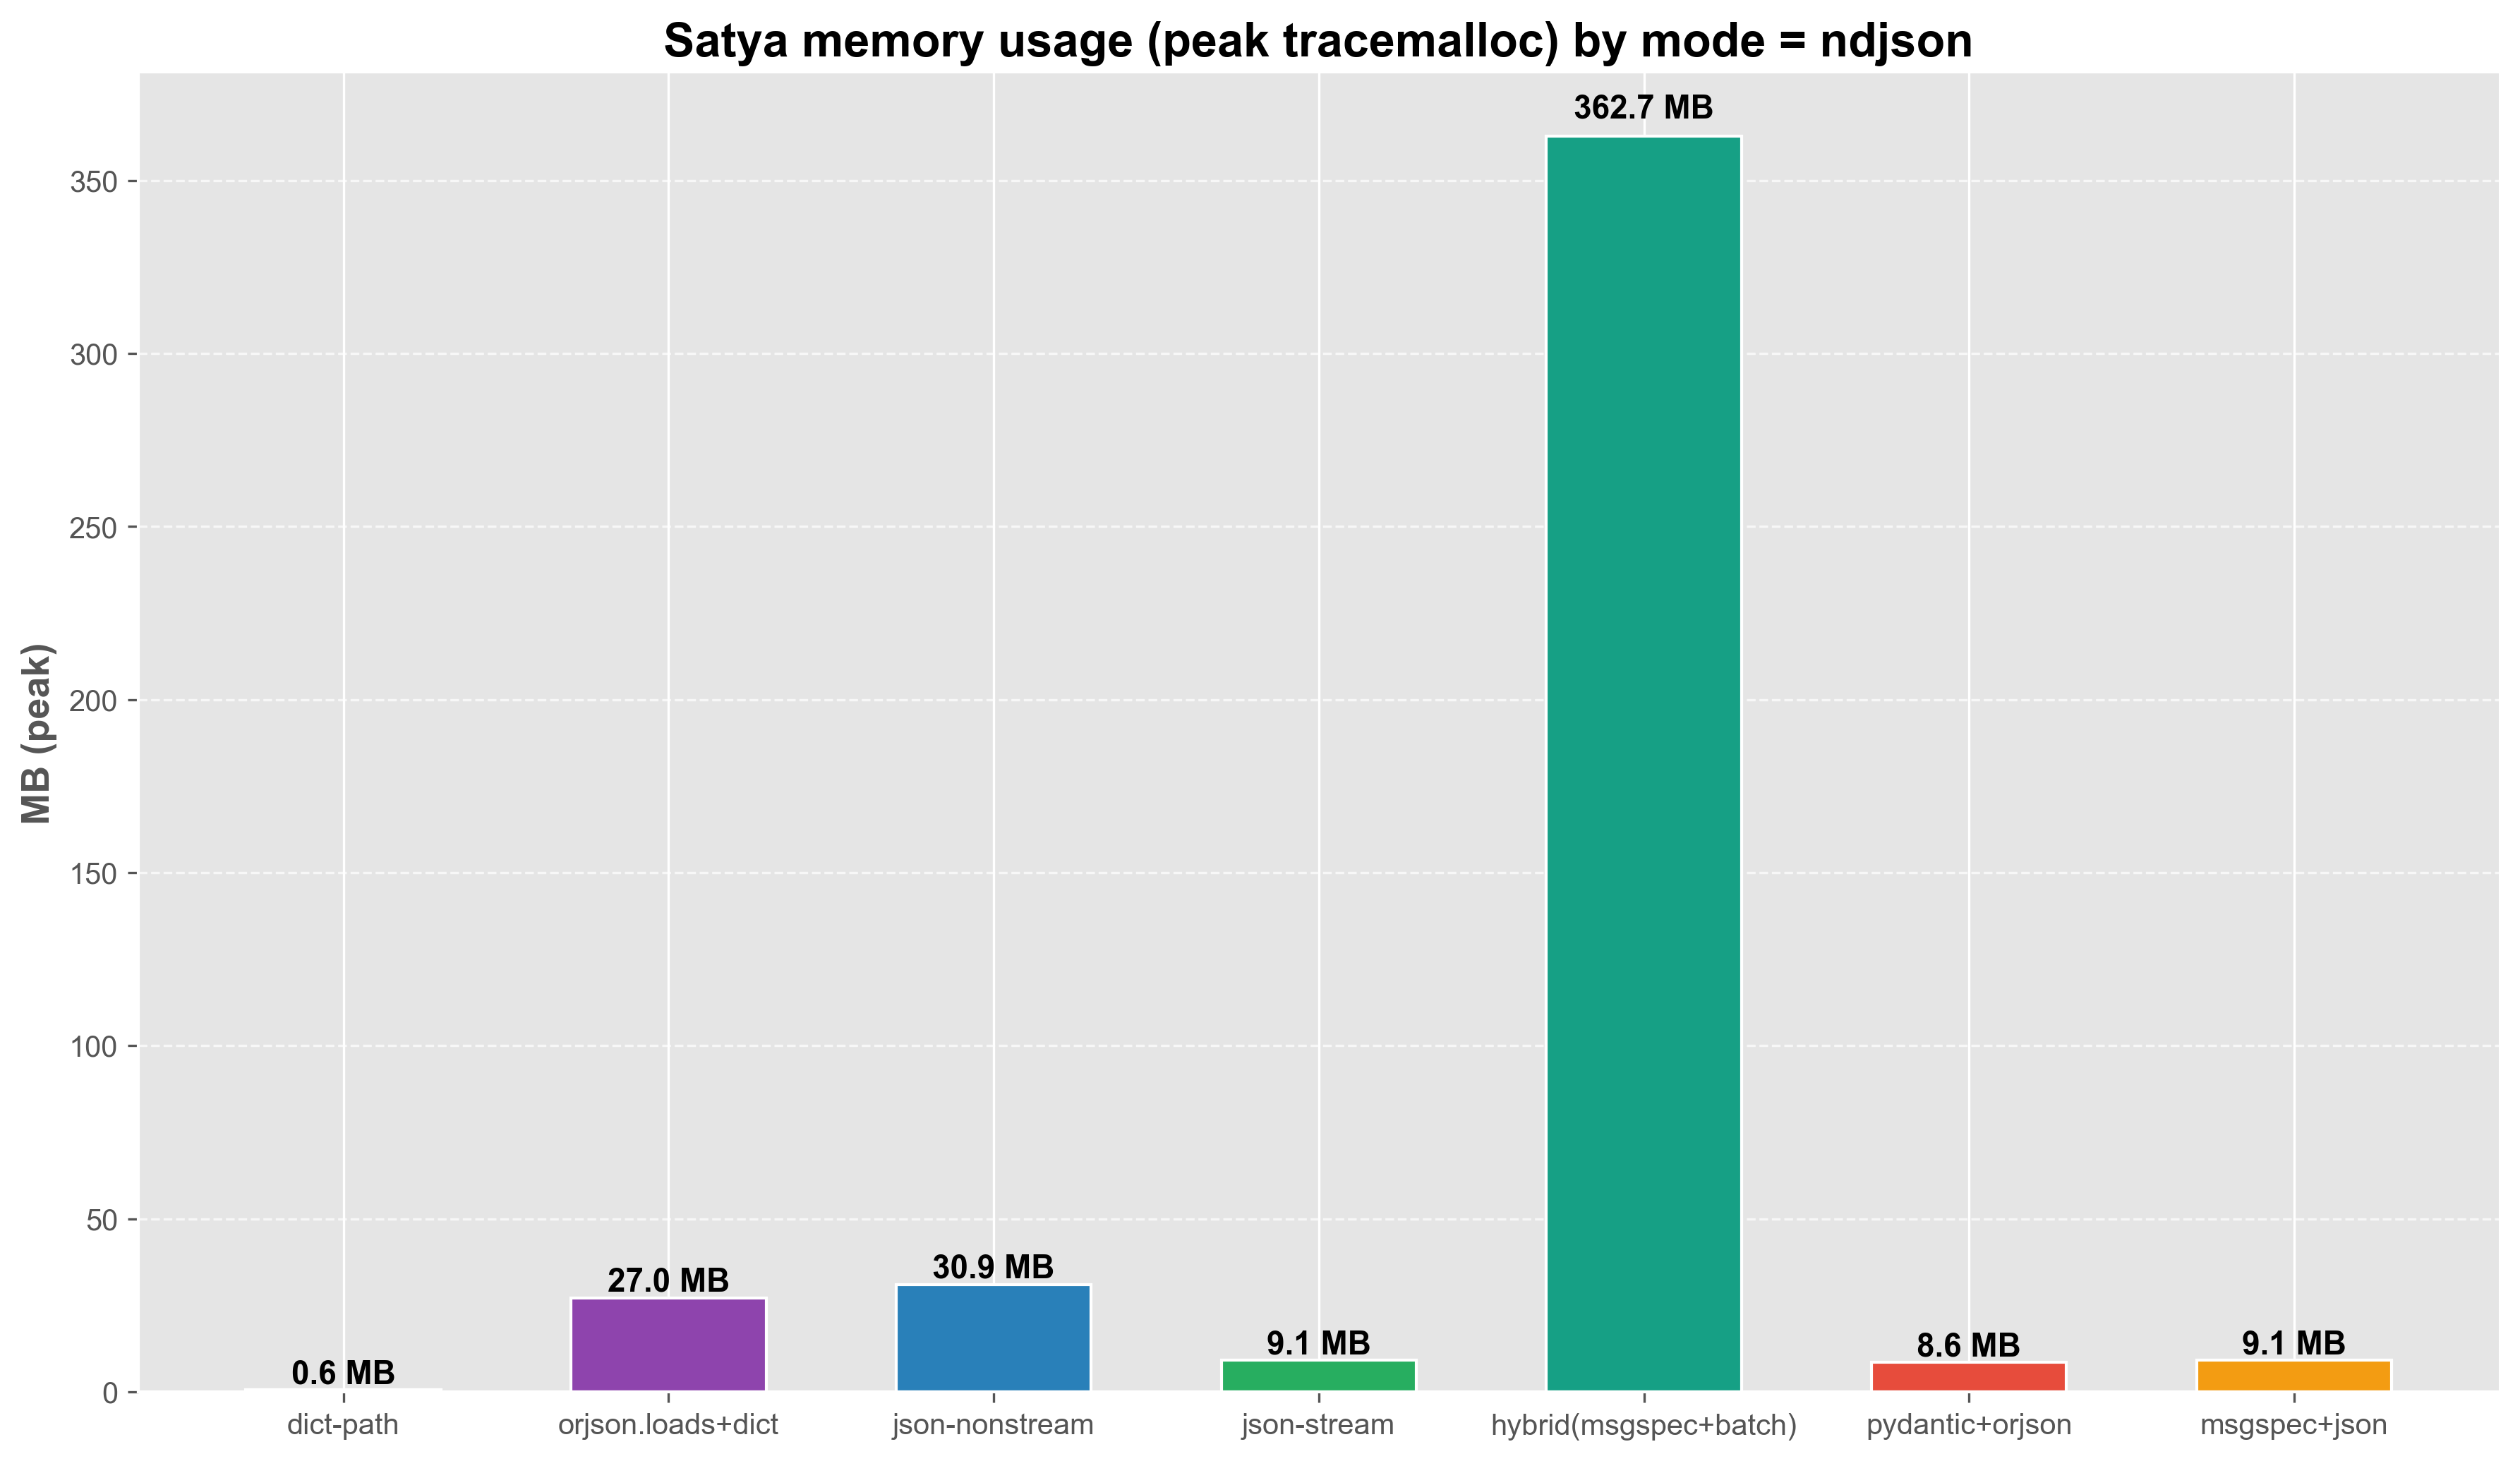 Satya memory usage (peak tracemalloc) by mode = ndjson
MB (peak)
350
300
250
200
150
100
50
0
0.6 MB
27.0 MB
30.9 MB
9.1 MB
362.7 MB
8.6 MB
9.1 MB
dict-path
orjson.loads+dict
json-nonstream
json-stream
hybrid(msgspec+batch)
pydantic+orjson
msgspec+json